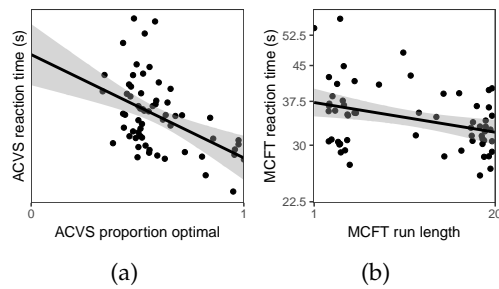 ACVS reaction time (s)
0
1
ACVS proportion optimal
(a)
MCFT reaction time (s)
52.5
45
37.5
30
22.5
1
20
MCFT run length
(b)